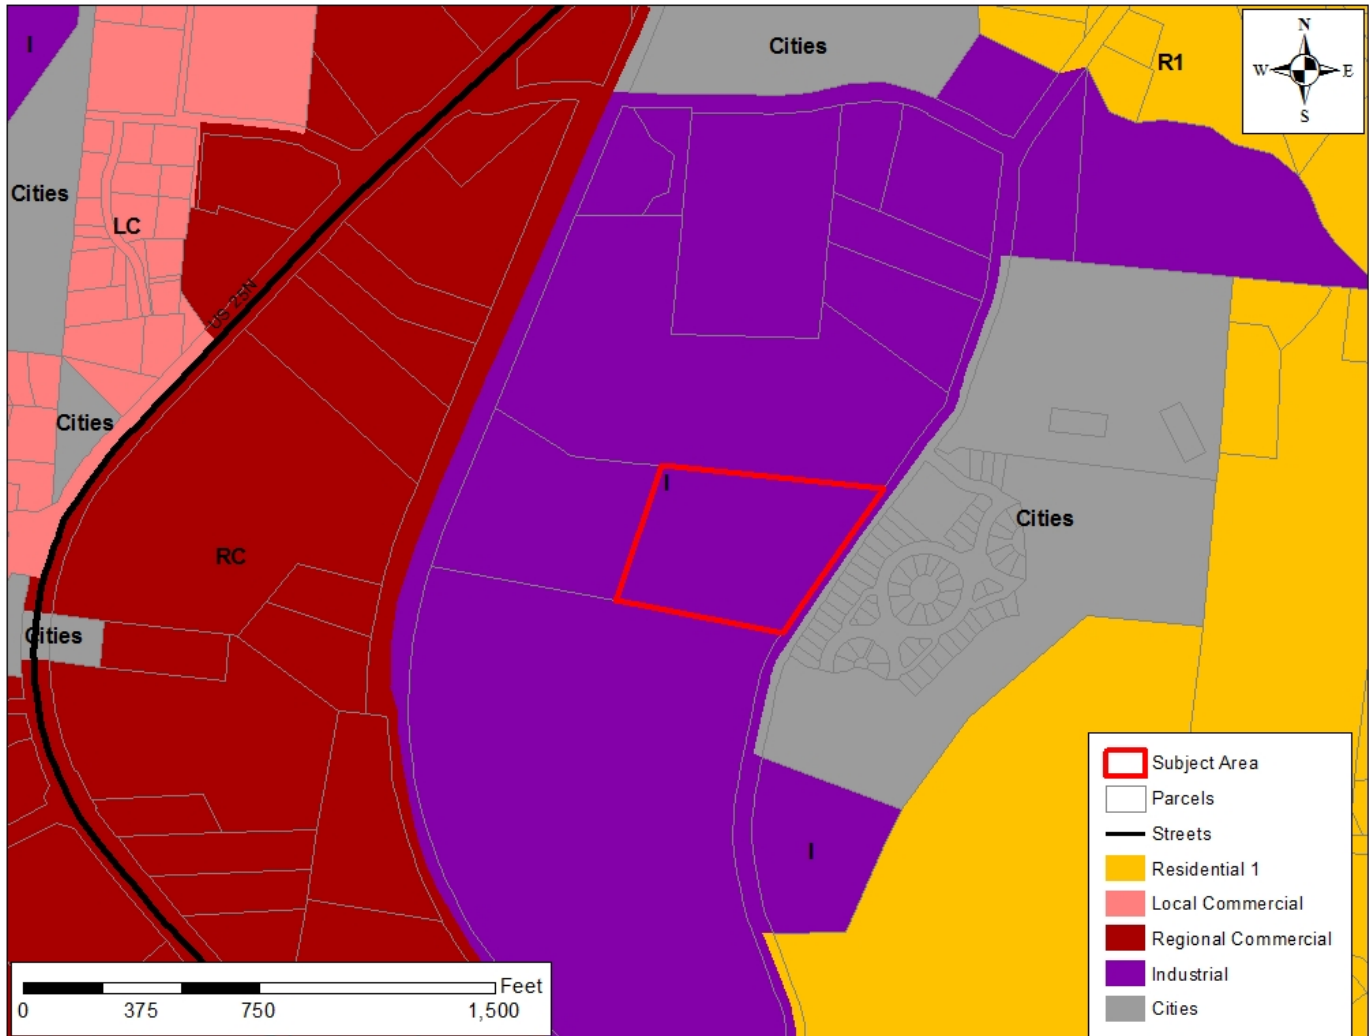 I
Cities
R1
N
W
E
S
Cities
LC
US 25N
Cities
I
Cities
RC
Cities
I
Subject Area
Parcels
Streets
Residential 1
Local Commercial
Regional Commercial
Industrial
Cities
Feet
0 375 750 1,500